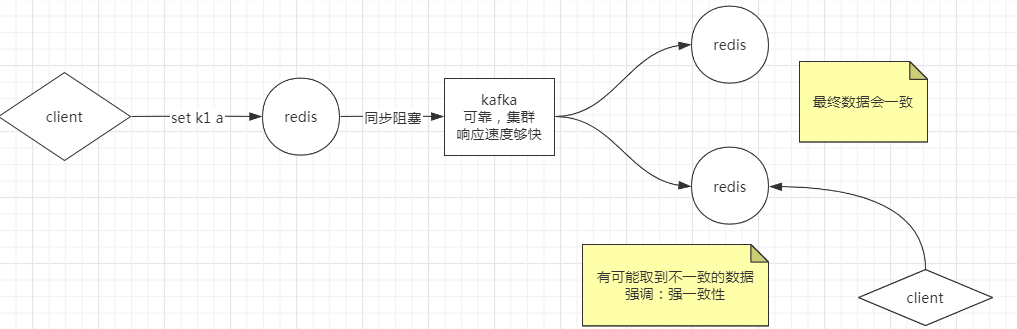 client
set k1 a
redis
同步阻塞
kafka
可靠，集群
响应速度够快
redis
最终数据会一致
redis
有可能取到不一致的数据
强调：强一致性
client